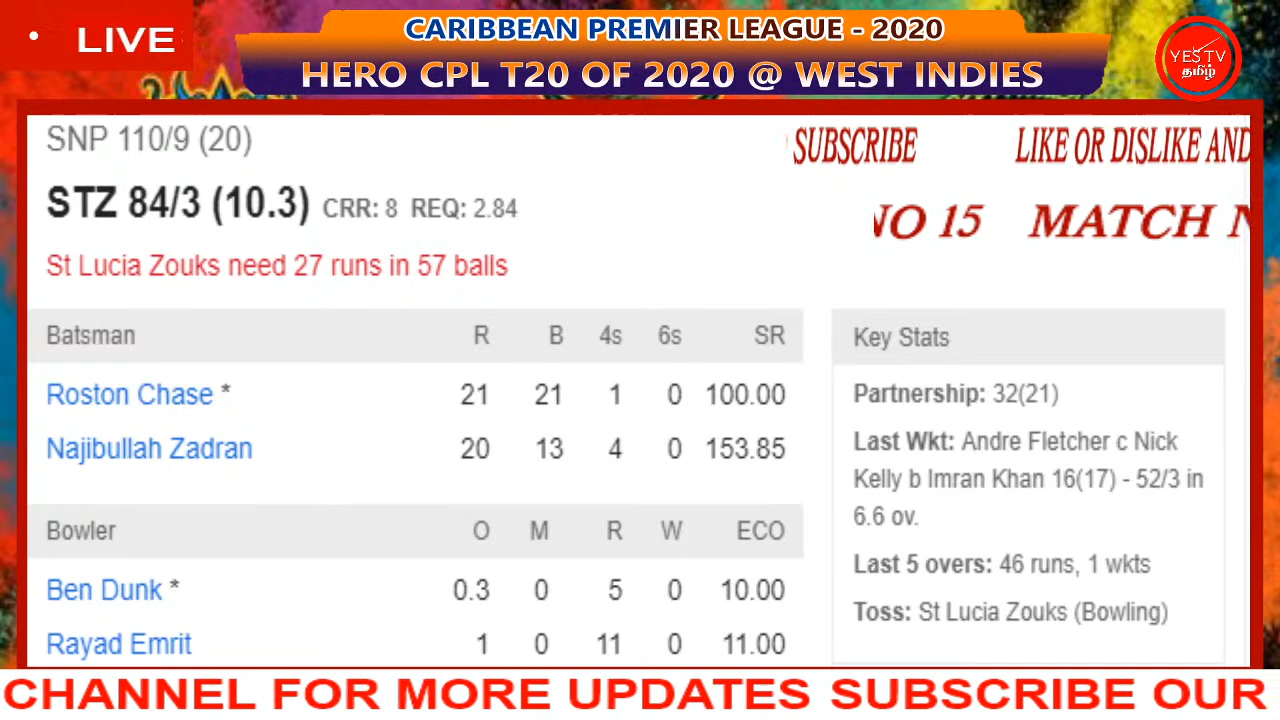 • LIVE
CARIBBEAN PREMIER LEAGUE - 2020
HERO CPL T20 OF 2020 @ WEST INDIES
YES TV
தமிழ்
SNP 110/9 (20)
SUBSCRIBE LIKE OR DISLIKE AND
STZ 84/3 (10.3) CRR: 8 REQ: 2.84
NO 15 MATCH N
St Lucia Zouks need 27 runs in 57 balls
Batsman R B 4s 6s SR
Roston Chase * 21 21 1 0 100.00
Najibullah Zadran 20 13 4 0 153.85
Bowler O M R W ECO
Ben Dunk * 0.3 0 5 0 10.00
Rayad Emrit 1 0 11 0 11.00
Key Stats
Partnership: 32(21)
Last Wkt: Andre Fletcher c Nick
Kelly b Imran Khan 16(17) - 52/3 in
6.6 ov.
Last 5 overs: 46 runs, 1 wkts
Toss: St Lucia Zouks (Bowling)
CHANNEL FOR MORE UPDATES SUBSCRIBE OUR